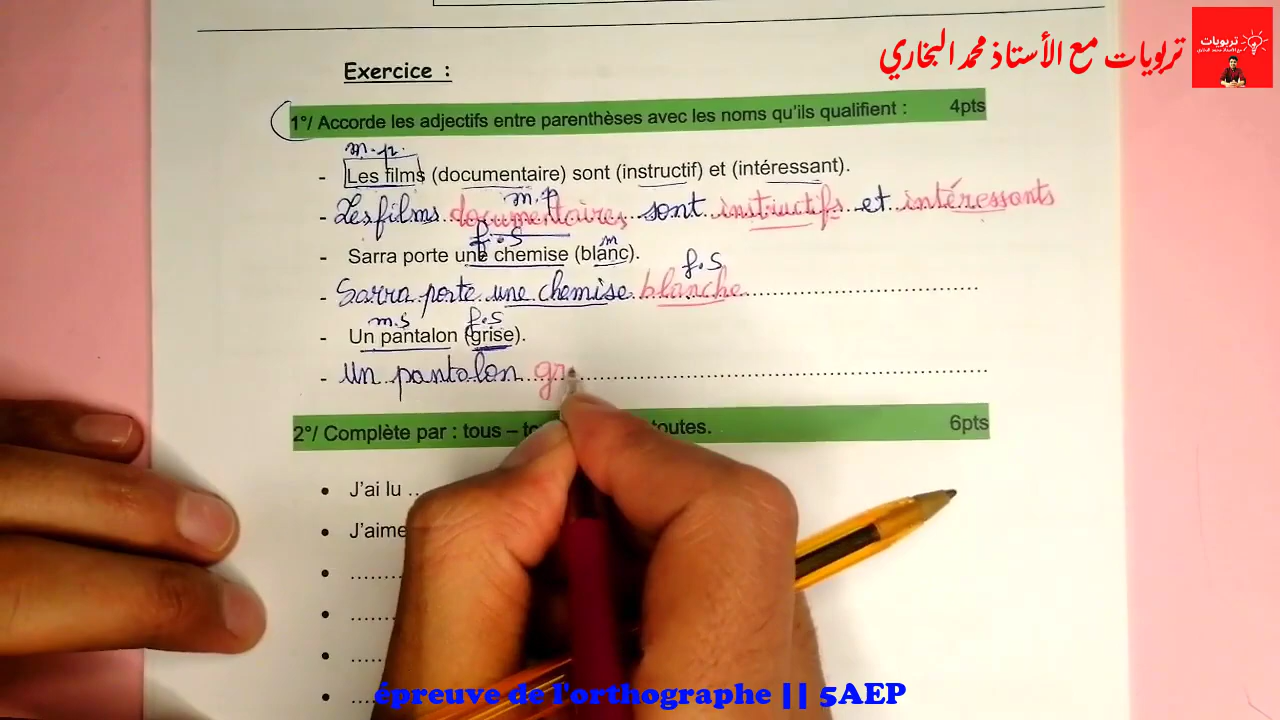 تربويات مع الأستاذ محمد البخاري
تربويات
Exercice :
1°/ Accorde les adjectifs entre parenthèses avec les noms qu'ils qualifient : 4pts
m.p.
- Les films (documentaire) sont (instructif) et (intéressant).
m.p
- Les films documentaires sont instructifs et intéressants
f.s m
- Sarra porte une chemise (blanc).
f.s
- Sarra porte une chemise blanche
m.s f.s
- Un pantalon (grise).
- Un pantalon gr
2°/ Complète par : tous – toutes. 6pts
• J'ai lu
• J'aime
épreuve de l'orthographe || 5AEP